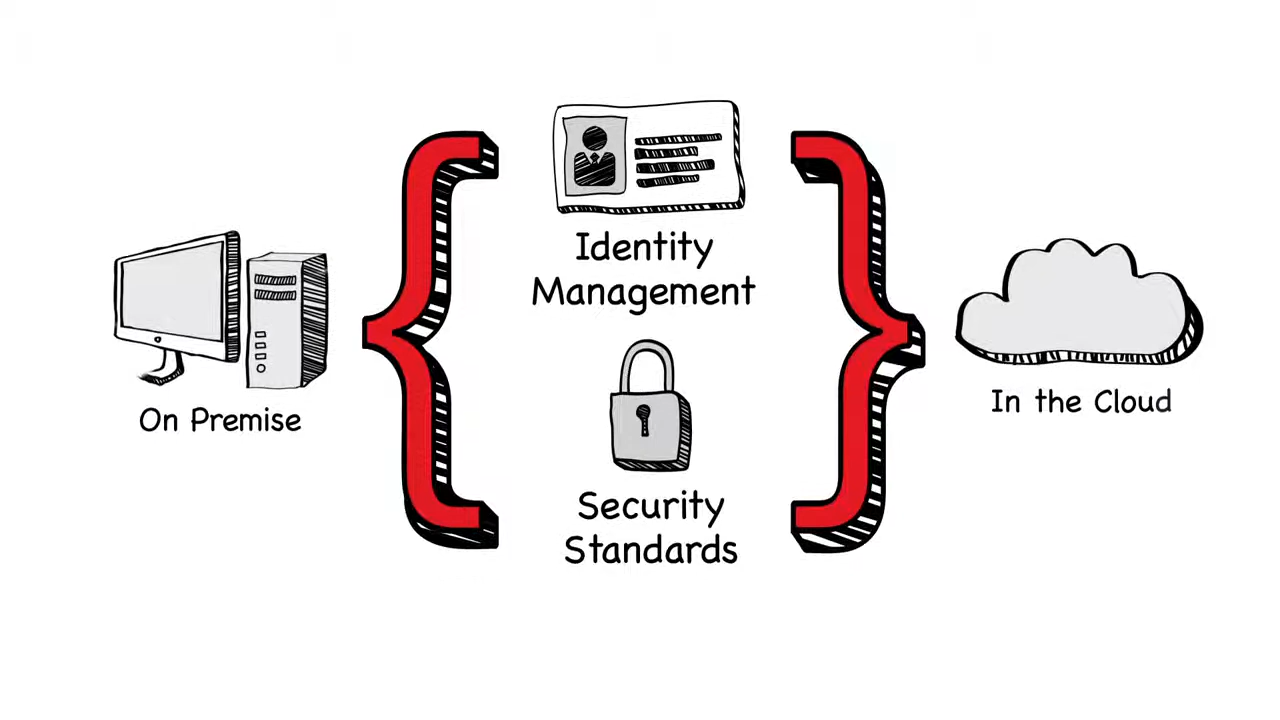 On Premise
Identity
Management
Security
Standards
In the Cloud